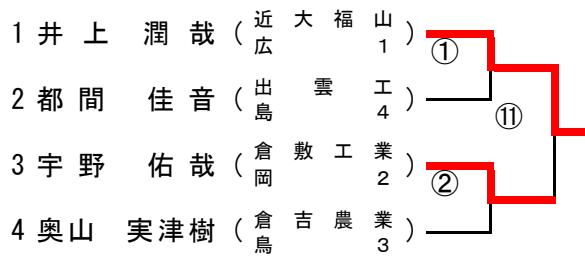 1 井上 潤哉 ( 近大福山 広 1 ) ①
2 都間 佳音 ( 出雲工 島 4 )
⑪
3 宇野 佑哉 ( 倉敷工業 岡 2 ) ②
4 奥山 実津樹 ( 倉吉農業 鳥 3 )